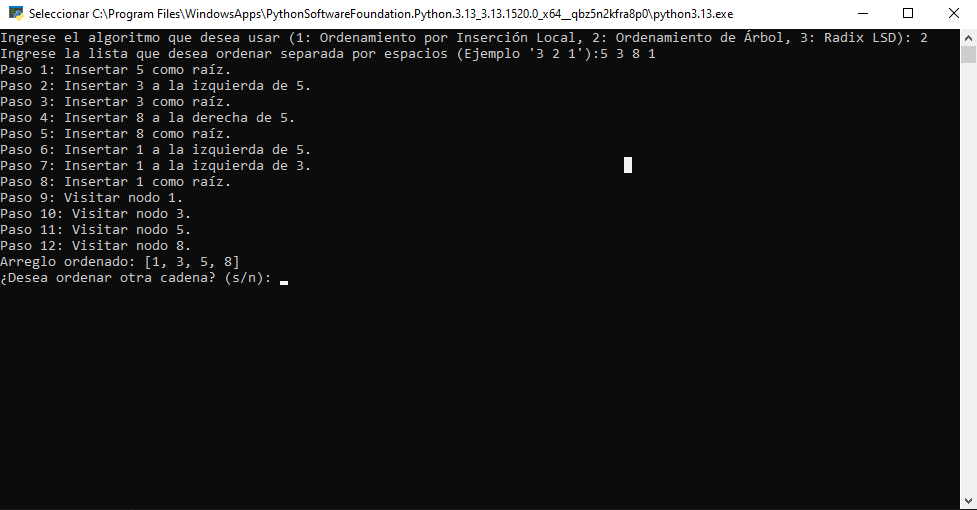 Seleccionar C:\Program Files\WindowsApps\PythonSoftwareFoundation.Python.3.13_3.13.1520.0_x64__qbz5n2kfra8p0\python3.13.exe
Ingrese el algoritmo que desea usar (1: Ordenamiento por Inserción Local, 2: Ordenamiento de Árbol, 3: Radix LSD): 2
Ingrese la lista que desea ordenar separada por espacios (Ejemplo '3 2 1'):5 3 8 1
Paso 1: Insertar 5 como raíz.
Paso 2: Insertar 3 a la izquierda de 5.
Paso 3: Insertar 3 como raíz.
Paso 4: Insertar 8 a la derecha de 5.
Paso 5: Insertar 8 como raíz.
Paso 6: Insertar 1 a la izquierda de 5.
Paso 7: Insertar 1 a la izquierda de 3.
Paso 8: Insertar 1 como raíz.
Paso 9: Visitar nodo 1.
Paso 10: Visitar nodo 3.
Paso 11: Visitar nodo 5.
Paso 12: Visitar nodo 8.
Arreglo ordenado: [1, 3, 5, 8]
¿Desea ordenar otra cadena? (s/n):